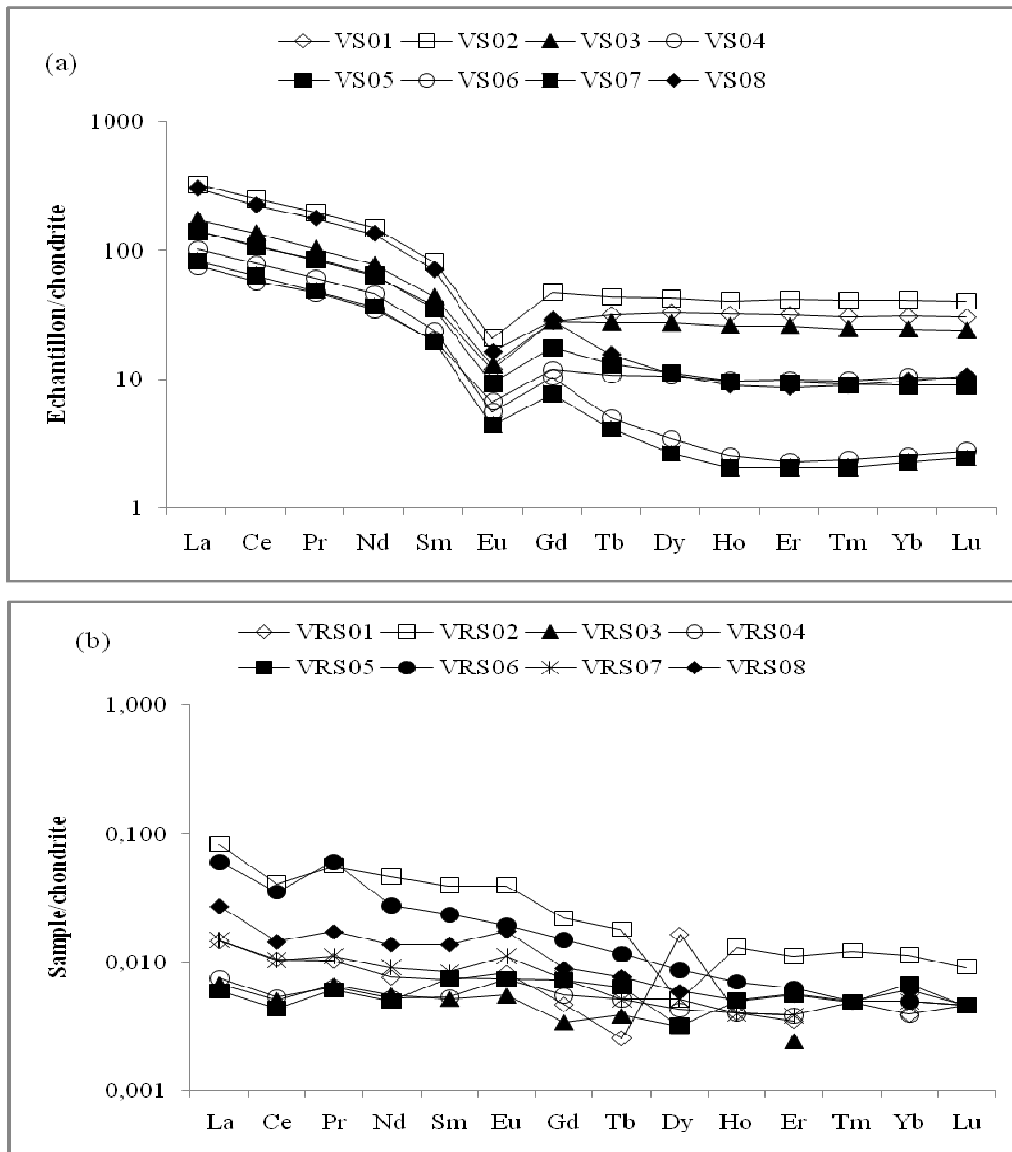 (a)
VS01 VS02 VS03 VS04
VS05 VS06 VS07 VS08
Echantillon/chondrite
1000
100
10
1
La Ce Pr Nd Sm Eu Gd Tb Dy Ho Er Tm Yb Lu
(b)
VRS01 VRS02 VRS03 VRS04
VRS05 VRS06 VRS07 VRS08
Sample/chondrite
1,000
0,100
0,010
0,001
La Ce Pr Nd Sm Eu Gd Tb Dy Ho Er Tm Yb Lu